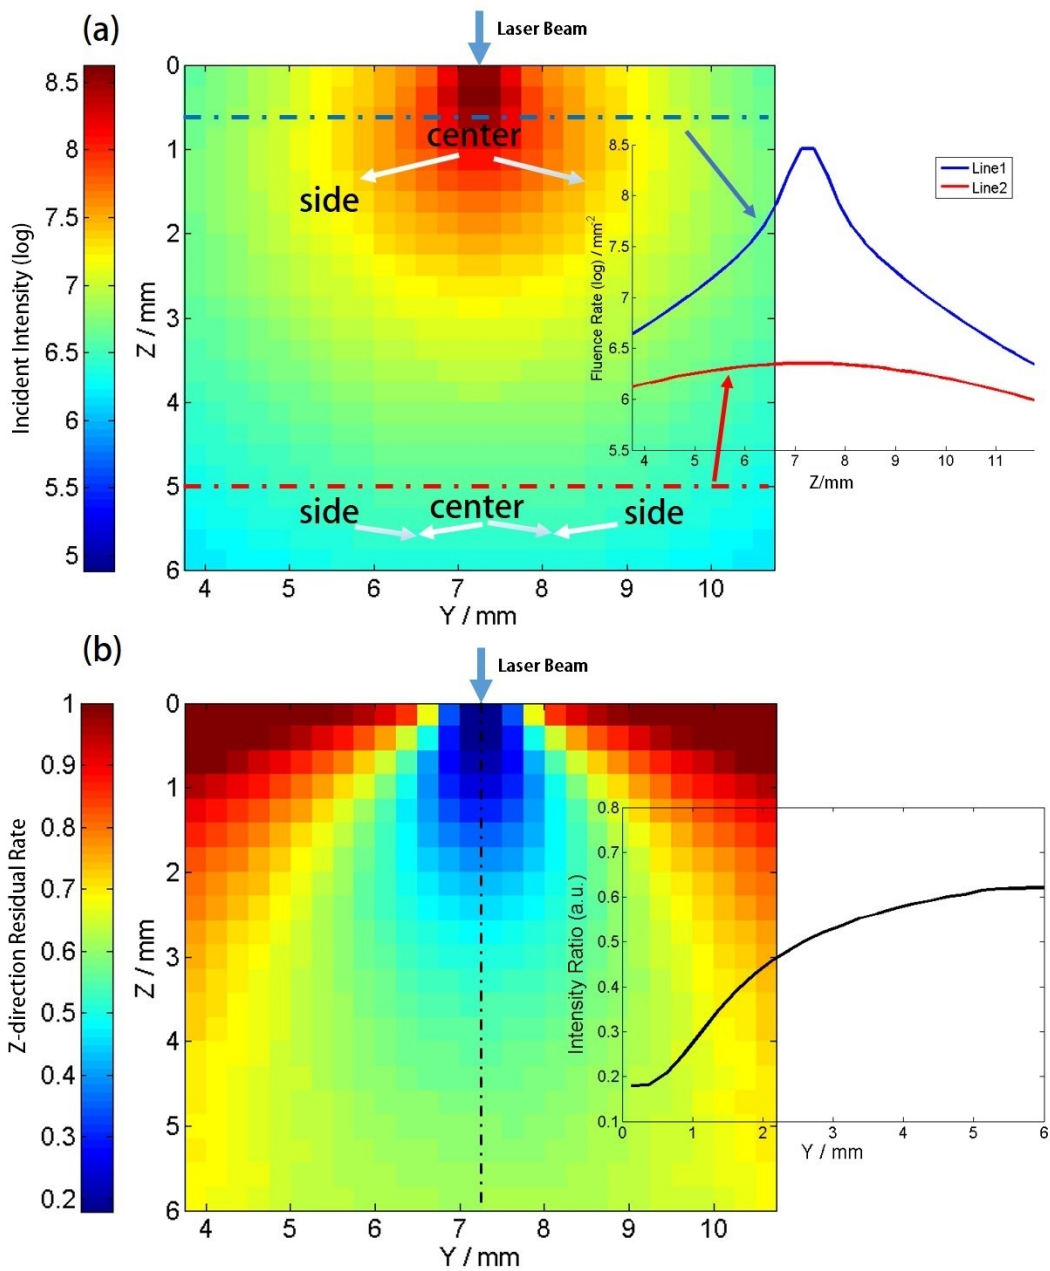 (a)
Laser Beam
Incident Intensity (log)
8.5
8
7.5
7
6.5
6
5.5
5
Z / mm
0
1
2
3
4
5
6
center
side
side
center
side
4 5 6 7 8 9 10
Y / mm
Fluence Rate (log) / mm-2
8.5
8
7.5
7
6.5
6
5.5
4 5 6 7 8 9 10 11
Z/mm
Line1
Line2
(b)
Laser Beam
Z-direction Residual Rate
1
0.9
0.8
0.7
0.6
0.5
0.4
0.3
0.2
Z / mm
0
1
2
3
4
5
6
4 5 6 7 8 9 10
Y / mm
Intensity Ratio (a.u.)
0.8
0.7
0.6
0.5
0.4
0.3
0.2
0.1
0 1 2 3 4 5 6
Y / mm